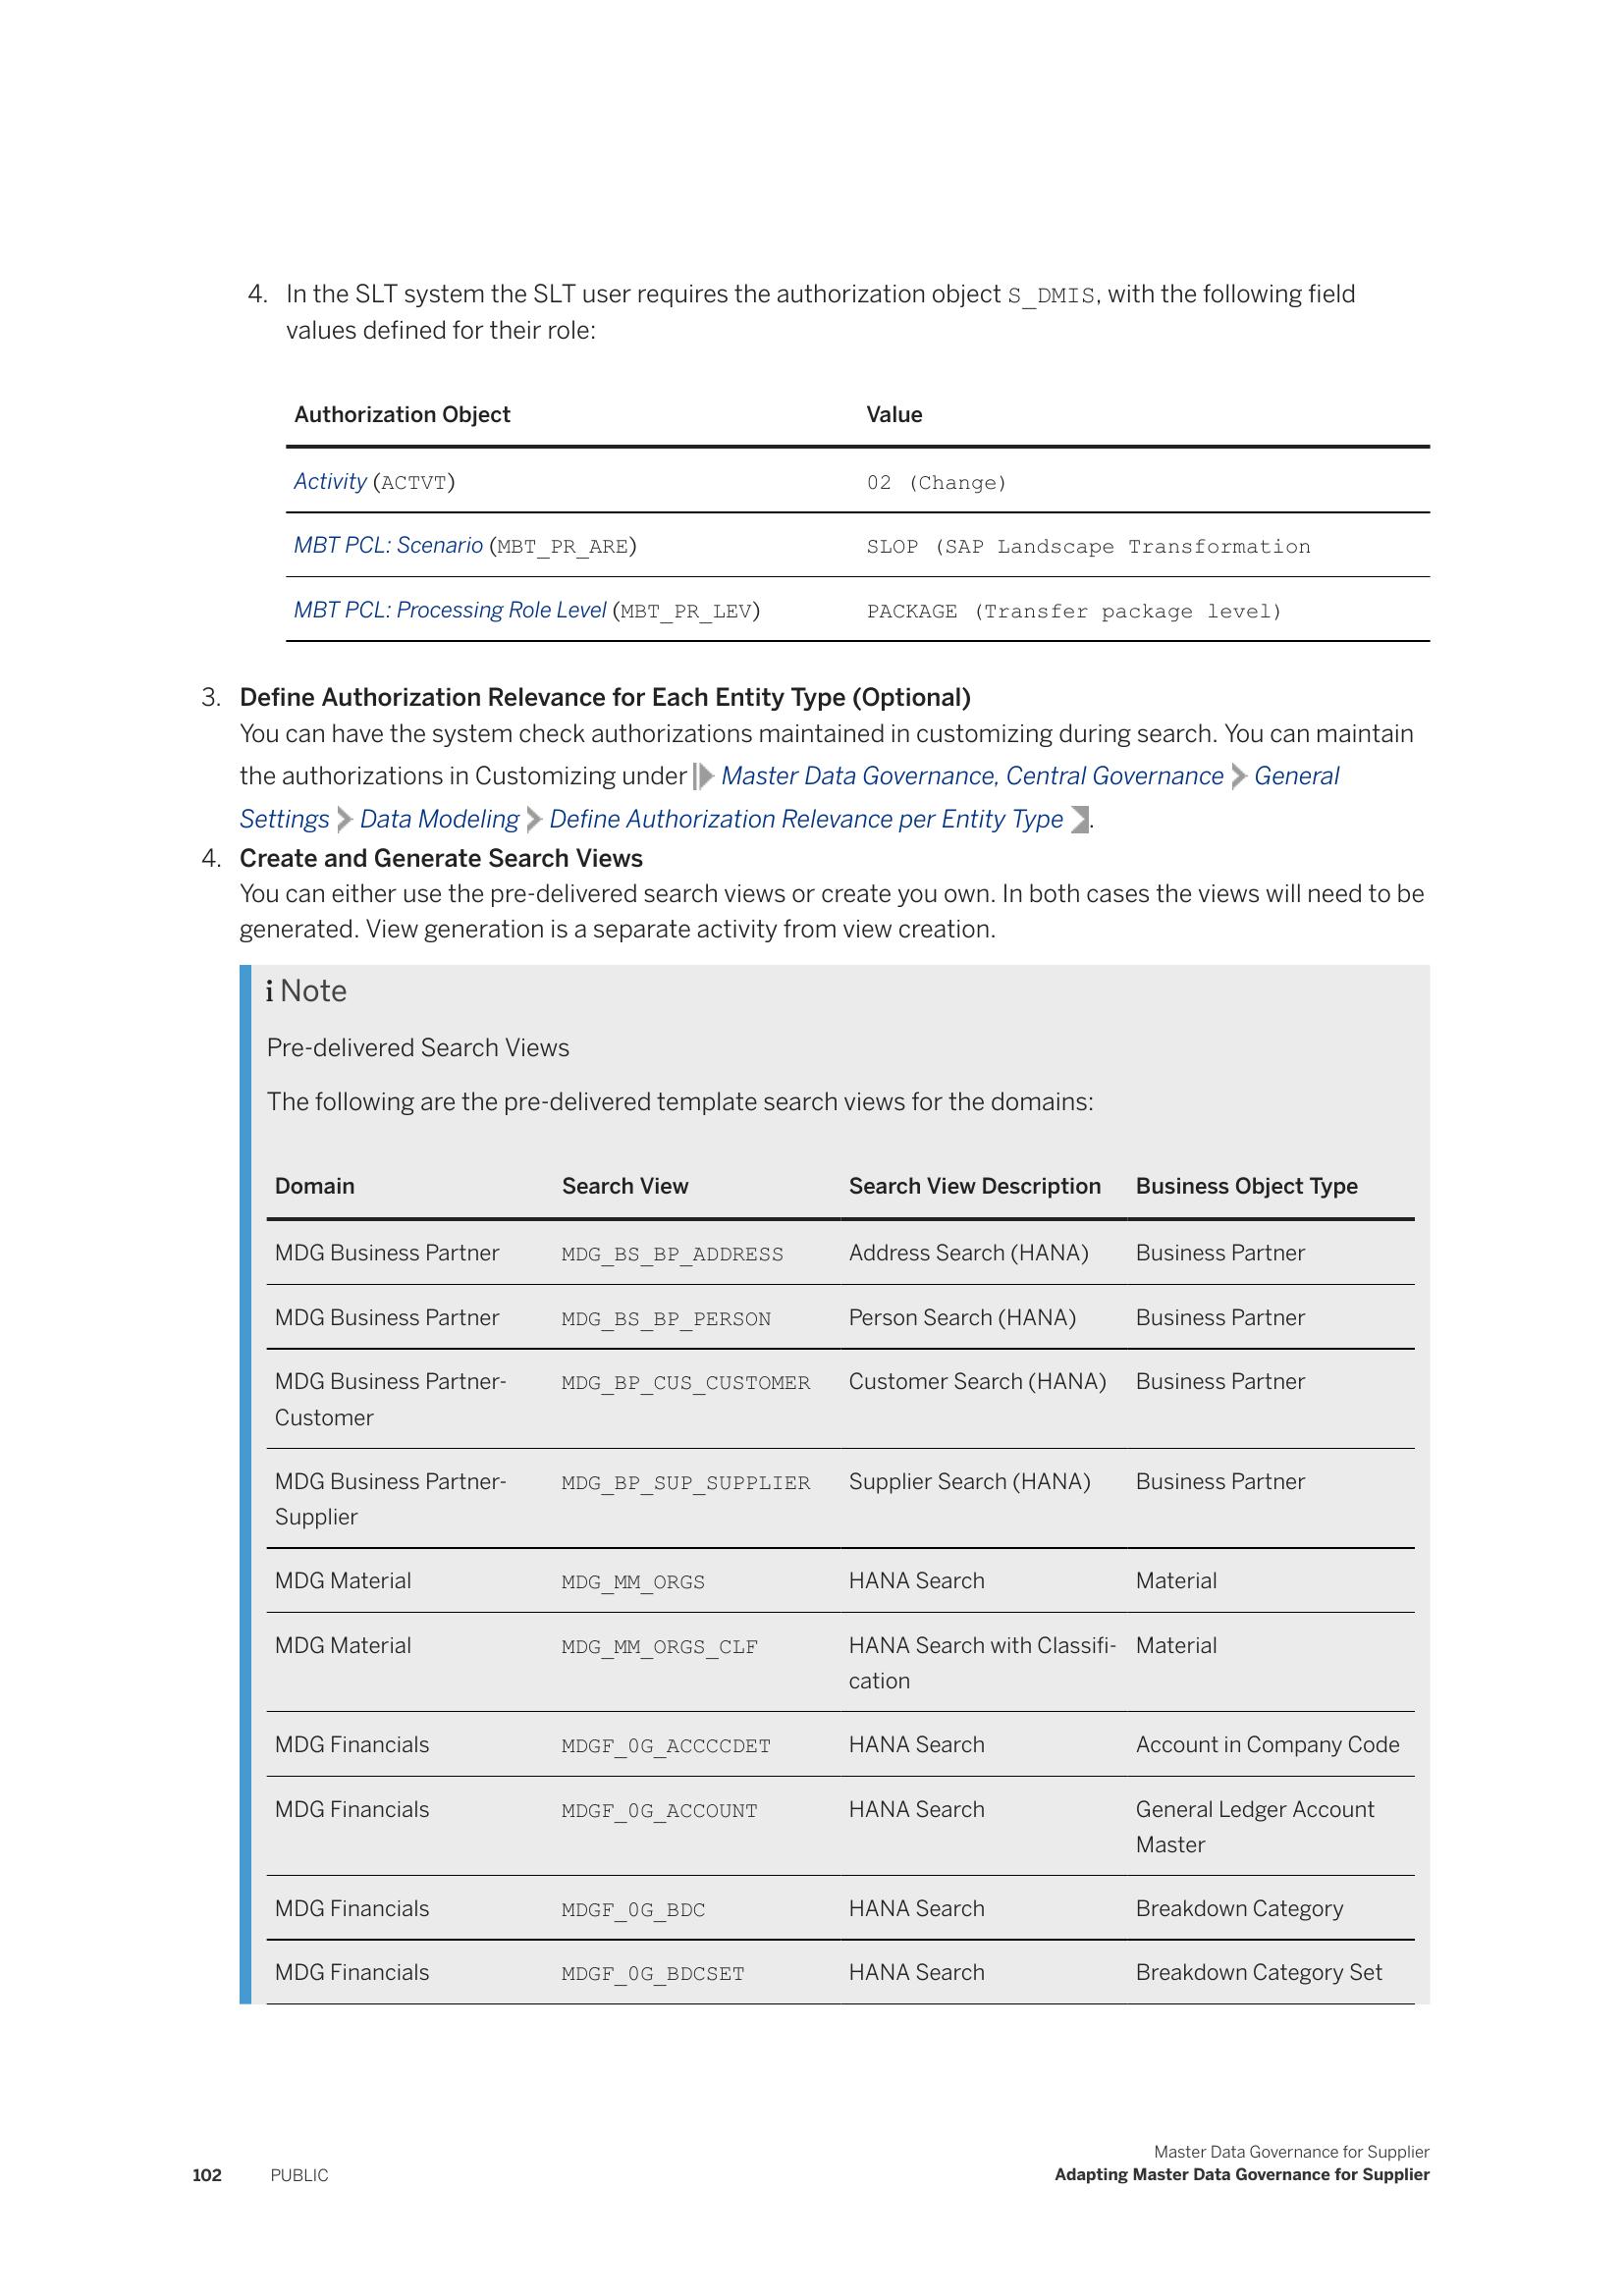 4. In the SLT system the SLT user requires the authorization object S_DMIS, with the following field
values defined for their role:
Authorization Object Value
Activity (ACTVT) 02 (Change)
MBT PCL: Scenario (MBT_PR_ARE) SLOP (SAP Landscape Transformation
MBT PCL: Processing Role Level (MBT_PR_LEV) PACKAGE (Transfer package level)
3. Define Authorization Relevance for Each Entity Type (Optional)
You can have the system check authorizations maintained in customizing during search. You can maintain
the authorizations in Customizing under Master Data Governance, Central Governance General
Settings Data Modeling Define Authorization Relevance per Entity Type .
4. Create and Generate Search Views
You can either use the pre-delivered search views or create you own. In both cases the views will need to be
generated. View generation is a separate activity from view creation.
i Note
Pre-delivered Search Views
The following are the pre-delivered template search views for the domains:
Domain Search View Search View Description Business Object Type
MDG Business Partner MDG_BS_BP_ADDRESS Address Search (HANA) Business Partner
MDG Business Partner MDG_BS_BP_PERSON Person Search (HANA) Business Partner
MDG Business Partner- MDG_BP_CUS_CUSTOMER Customer Search (HANA) Business Partner
Customer
MDG Business Partner- MDG_BP_SUP_SUPPLIER Supplier Search (HANA) Business Partner
Supplier
MDG Material MDG_MM_ORGS HANA Search Material
MDG Material MDG_MM_ORGS_CLF HANA Search with Classifi- Material
cation
MDG Financials MDGF_0G_ACCCCDET HANA Search Account in Company Code
MDG Financials MDGF_0G_ACCOUNT HANA Search General Ledger Account
Master
MDG Financials MDGF_0G_BDC HANA Search Breakdown Category
MDG Financials MDGF_0G_BDCSET HANA Search Breakdown Category Set
Master Data Governance for Supplier
102 PUBLIC Adapting Master Data Governance for Supplier